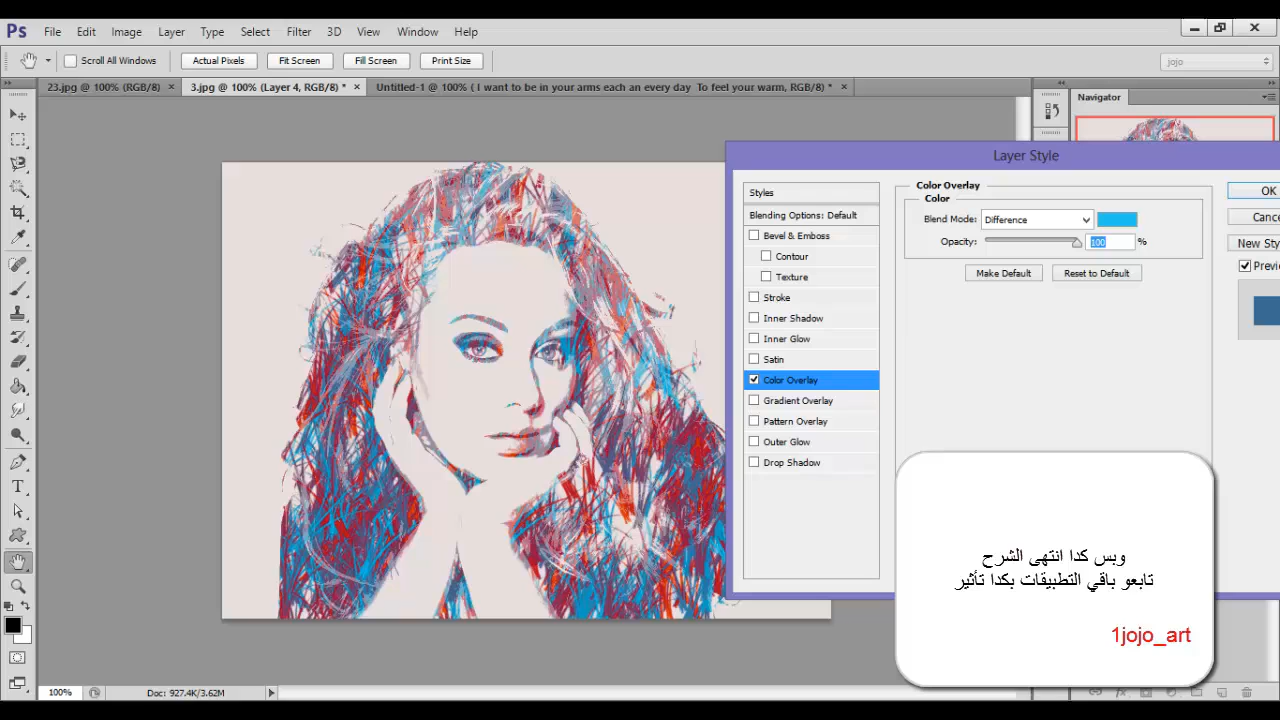 Ps File Edit Image Layer Type Select Filter 3D View Window Help
Scroll All Windows Actual Pixels Fit Screen Fill Screen Print Size jojo
23.jpg @ 100% (RGB/8) × 3.jpg @ 100% (Layer 4, RGB/8) * × Untitled-1 @ 100% ( I want to be in your arms each an every day To feel your warm, RGB/8) * ×
Navigator
Layer Style
Styles
Blending Options: Default
Bevel & Emboss
Contour
Texture
Stroke
Inner Shadow
Inner Glow
Satin
Color Overlay
Gradient Overlay
Pattern Overlay
Outer Glow
Drop Shadow
Color Overlay
Color
Blend Mode: Difference
Opacity: 100 %
Make Default Reset to Default
OK
وبس كدا انتهى الشرح
تابعو باقي التطبيقات بكدا تأثير
1jojo_art
100% Doc: 927.4K/3.62M